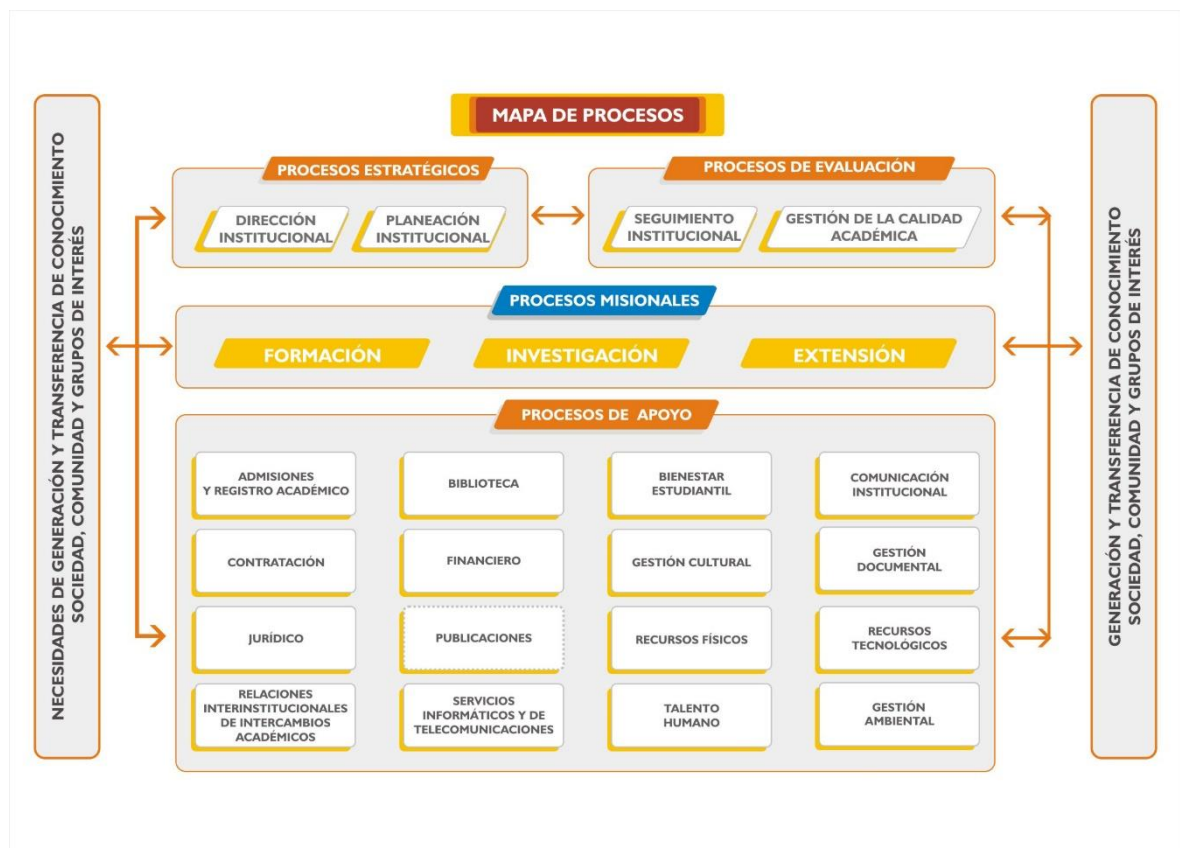 MAPA DE PROCESOS
NECESIDADES DE GENERACIÓN Y TRANSFERENCIA DE CONOCIMIENTO
SOCIEDAD, COMUNIDAD Y GRUPOS DE INTERÉS
PROCESOS ESTRATÉGICOS
DIRECCIÓN
INSTITUCIONAL
PLANEACIÓN
INSTITUCIONAL
PROCESOS DE EVALUACIÓN
SEGUIMIENTO
INSTITUCIONAL
GESTIÓN DE LA CALIDAD
ACADÉMICA
PROCESOS MISIONALES
FORMACIÓN
INVESTIGACIÓN
EXTENSIÓN
PROCESOS DE APOYO
ADMISIONES
Y REGISTRO ACADÉMICO
BIBLIOTECA
BIENESTAR
ESTUDIANTIL
COMUNICACIÓN
INSTITUCIONAL
CONTRATACIÓN
FINANCIERO
GESTIÓN CULTURAL
GESTIÓN
DOCUMENTAL
JURÍDICO
PUBLICACIONES
RECURSOS FÍSICOS
RECURSOS
TECNOLÓGICOS
RELACIONES
INTERINSTITUCIONALES
DE INTERCAMBIOS
ACADÉMICOS
SERVICIOS
INFORMÁTICOS Y DE
TELECOMUNICACIONES
TALENTO
HUMANO
GESTIÓN
AMBIENTAL
GENERACIÓN Y TRANSFERENCIA DE CONOCIMIENTO
SOCIEDAD, COMUNIDAD Y GRUPOS DE INTERÉS